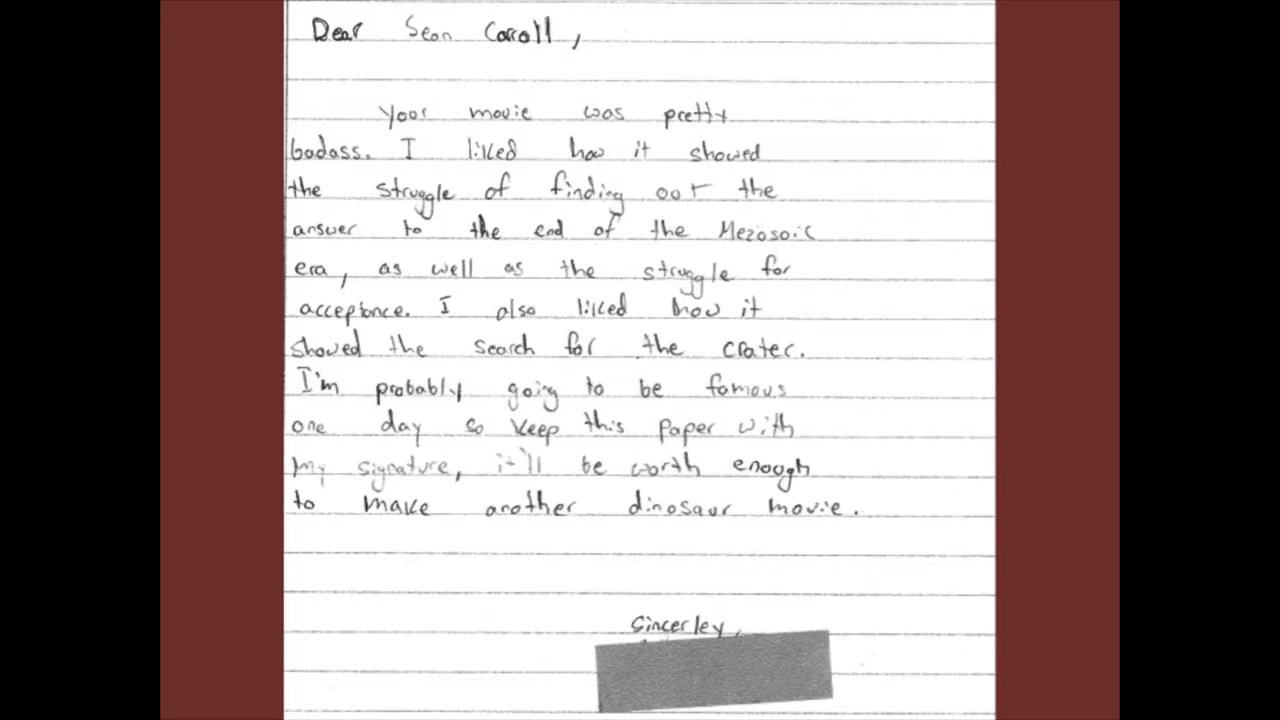 Dear Sean Carroll,
Your movie was pretty
badass. I liked how it showed
the struggle of finding out the
answer to the end of the Mezosoic
era, as well as the struggle for
acceptance. I also liked how it
showed the search for the crater.
I'm probably going to be famous
one day so keep this paper with
my signature, it'll be worth enough
to make another dinosaur movie.
Sincerley,